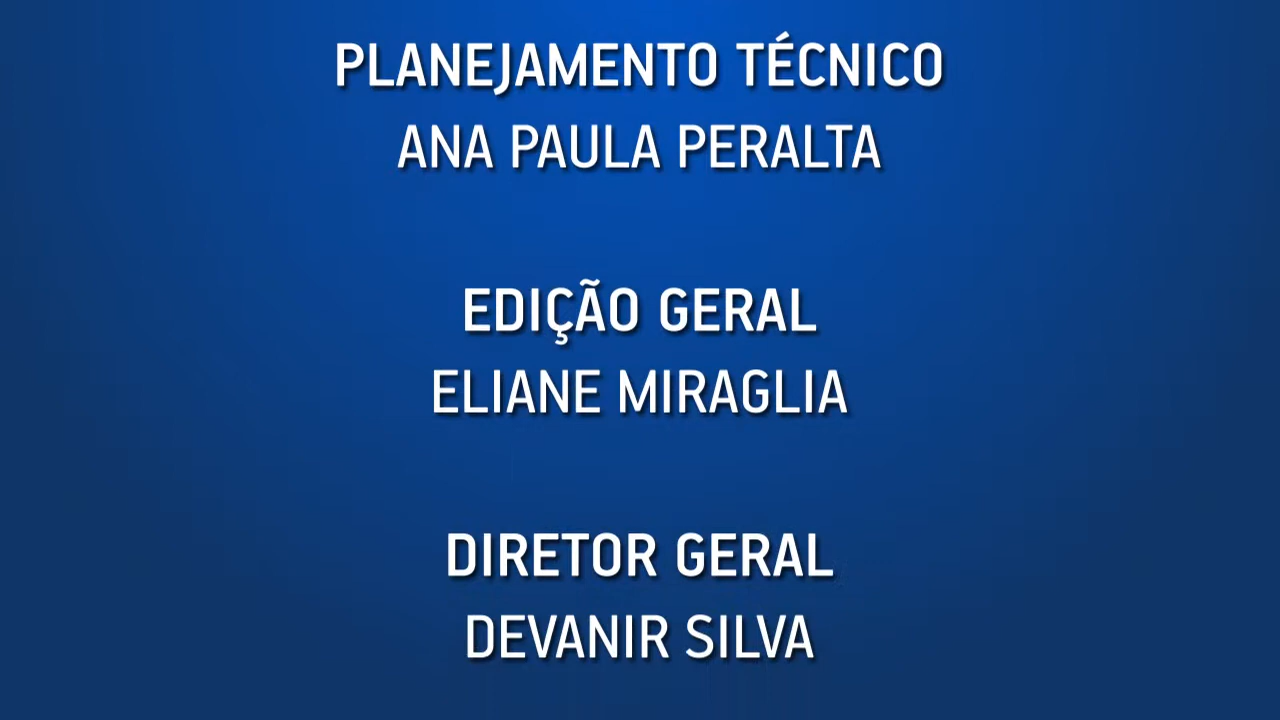 PLANEJAMENTO TÉCNICO
ANA PAULA PERALTA
EDIÇÃO GERAL
ELIANE MIRAGLIA
DIRETOR GERAL
DEVANIR SILVA